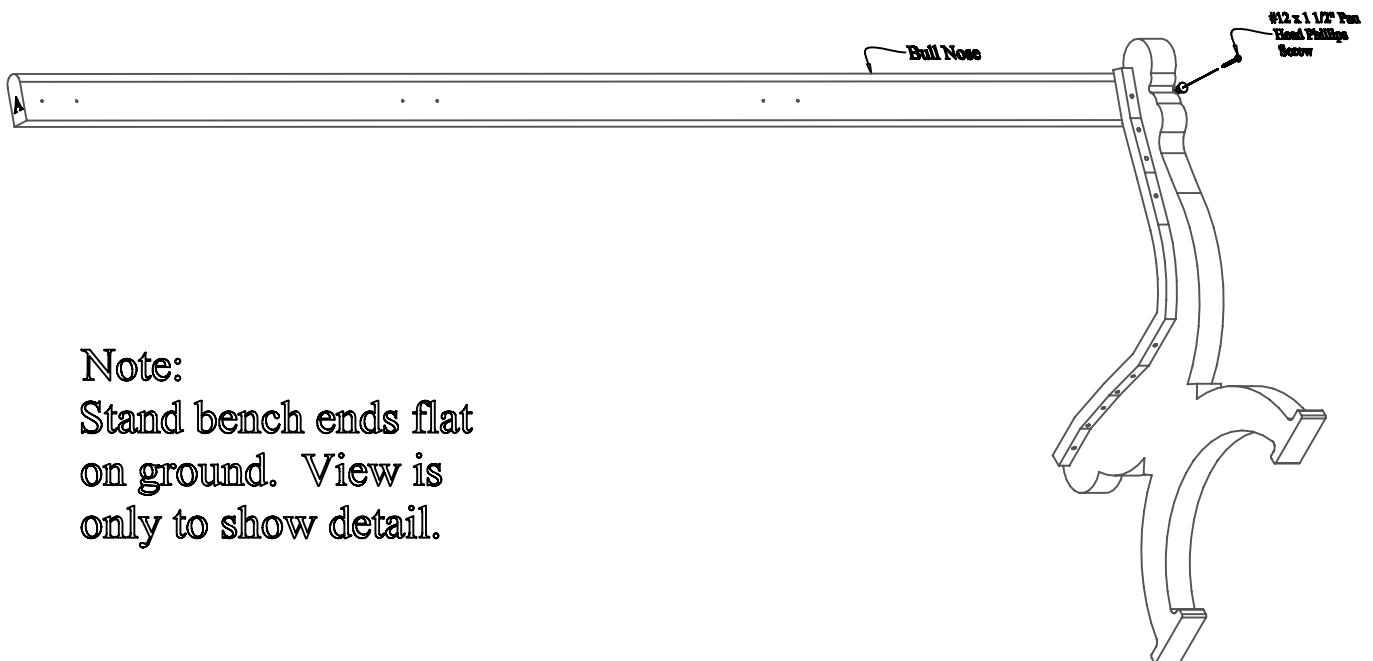 #12 x 1 1/2" Pan
Head Phillips
Screw
Bull Nose
A
Note:
Stand bench ends flat
on ground. View is
only to show detail.